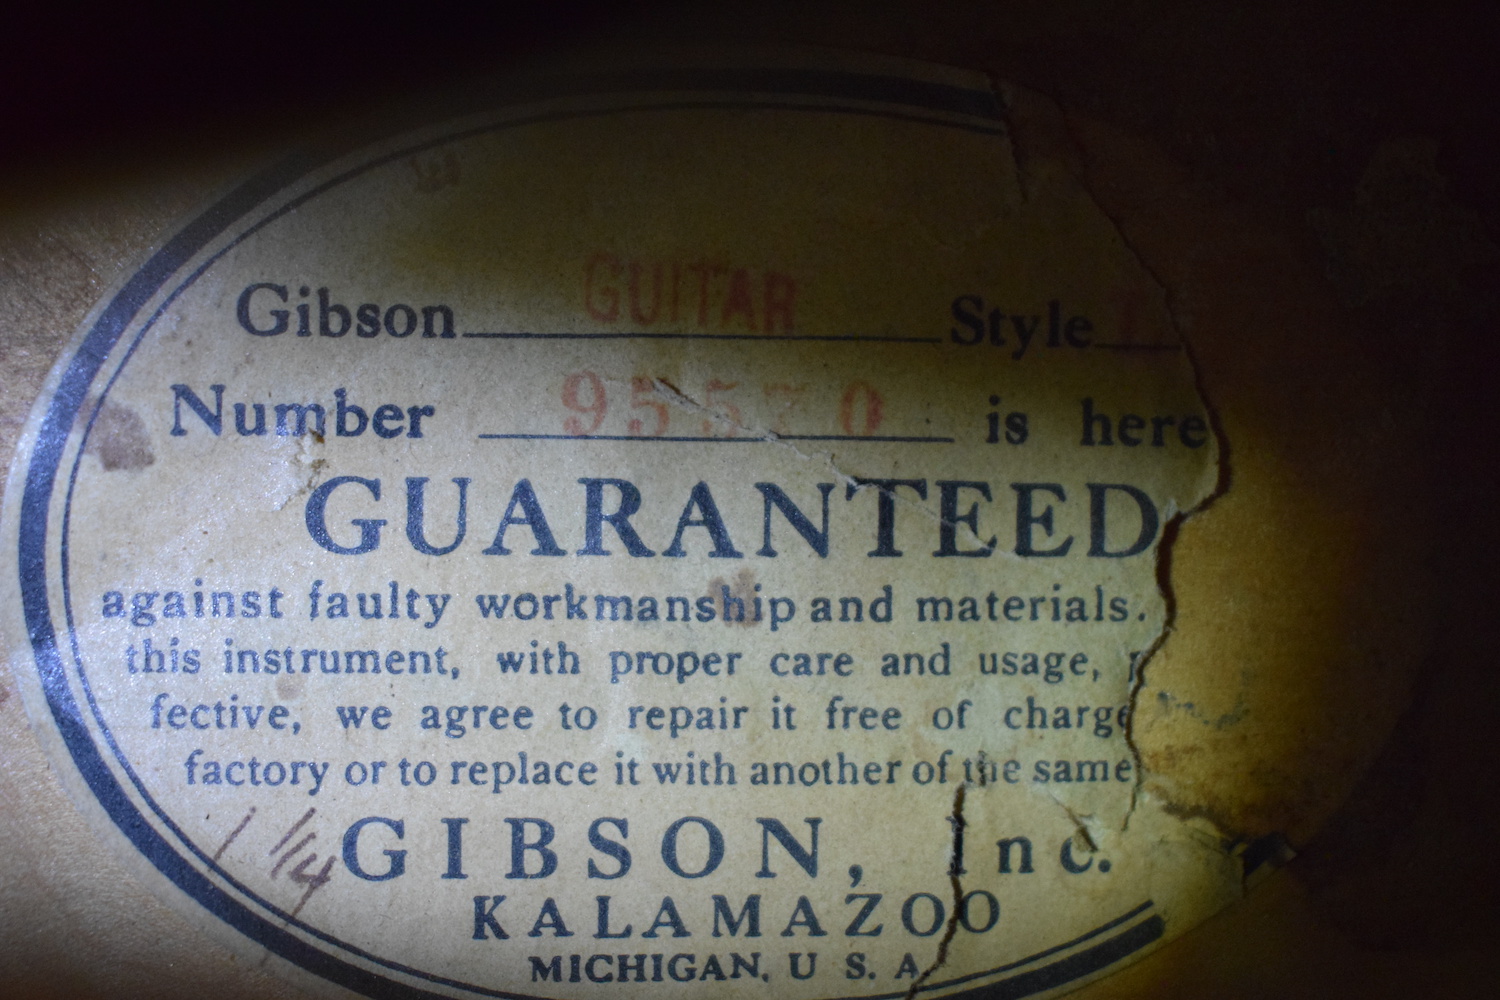 Gibson GUITAR Style
Number 95570 is here
GUARANTEED
against faulty workmanship and materials.
this instrument, with proper care and usage,
fective, we agree to repair it free of charge
factory or to replace it with another of the same
1 1/4
GIBSON, Inc.
KALAMAZOO
MICHIGAN, U S. A